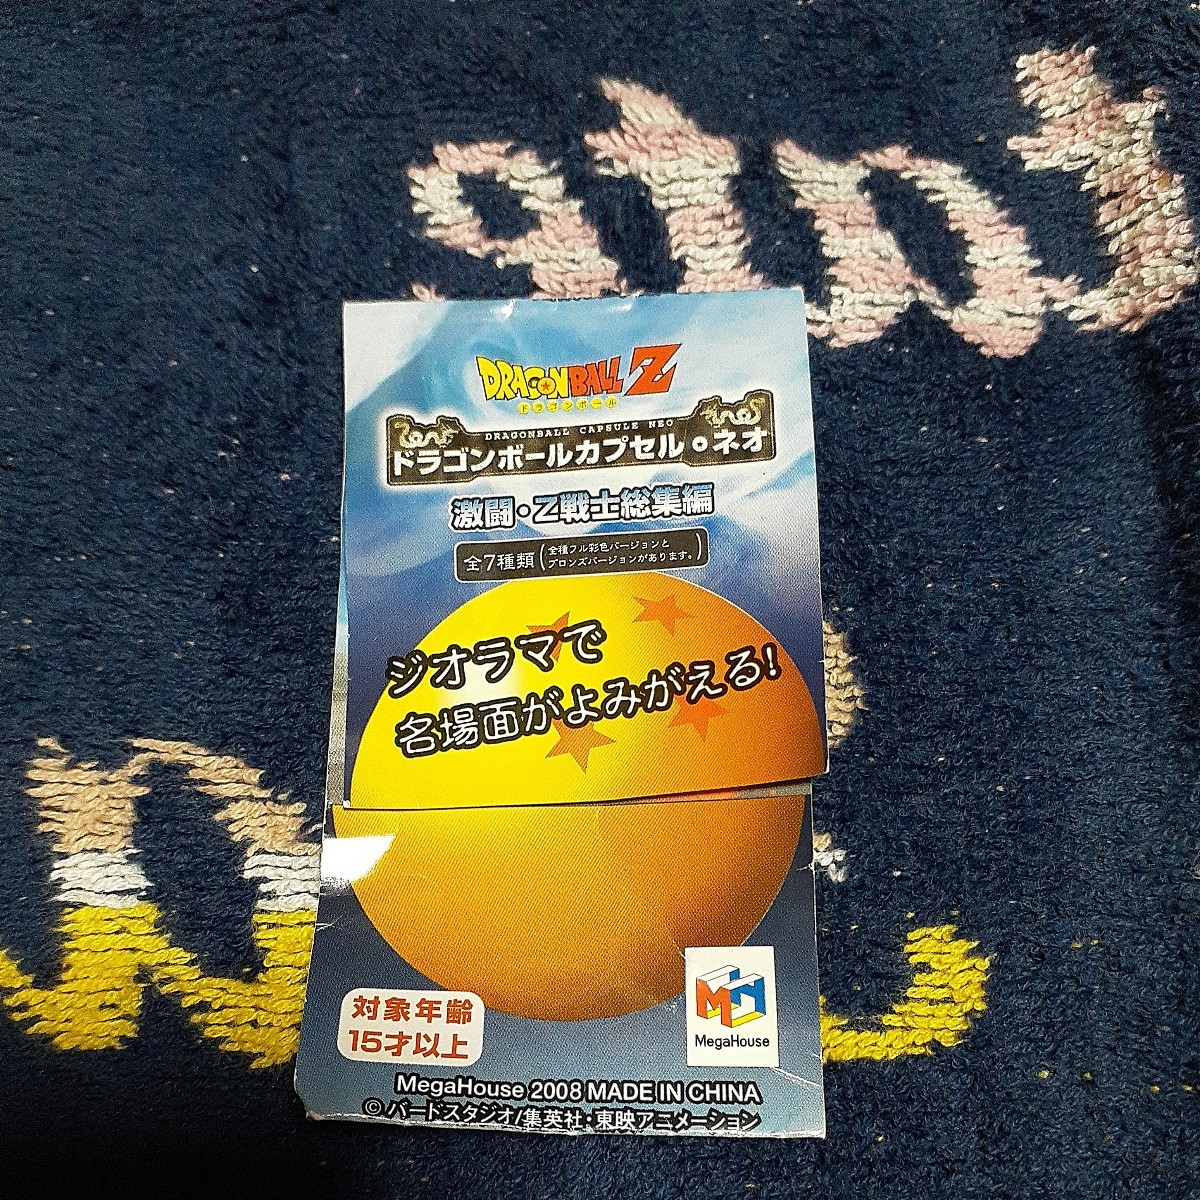 DRAGON BALL Z
ドラゴンボール
DRAGONBALL CAPSULE NEO
ドラゴンボールカプセル・ネオ
激闘・Z戦士総集編
全7種類(全種フル彩色バージョンと
ブロンズバージョンがあります。)
ジオラマで
名場面がよみがえる!
対象年齢
15才以上
MegaHouse
MegaHouse 2008 MADE IN CHINA
©バードスタジオ/集英社・東映アニメーション